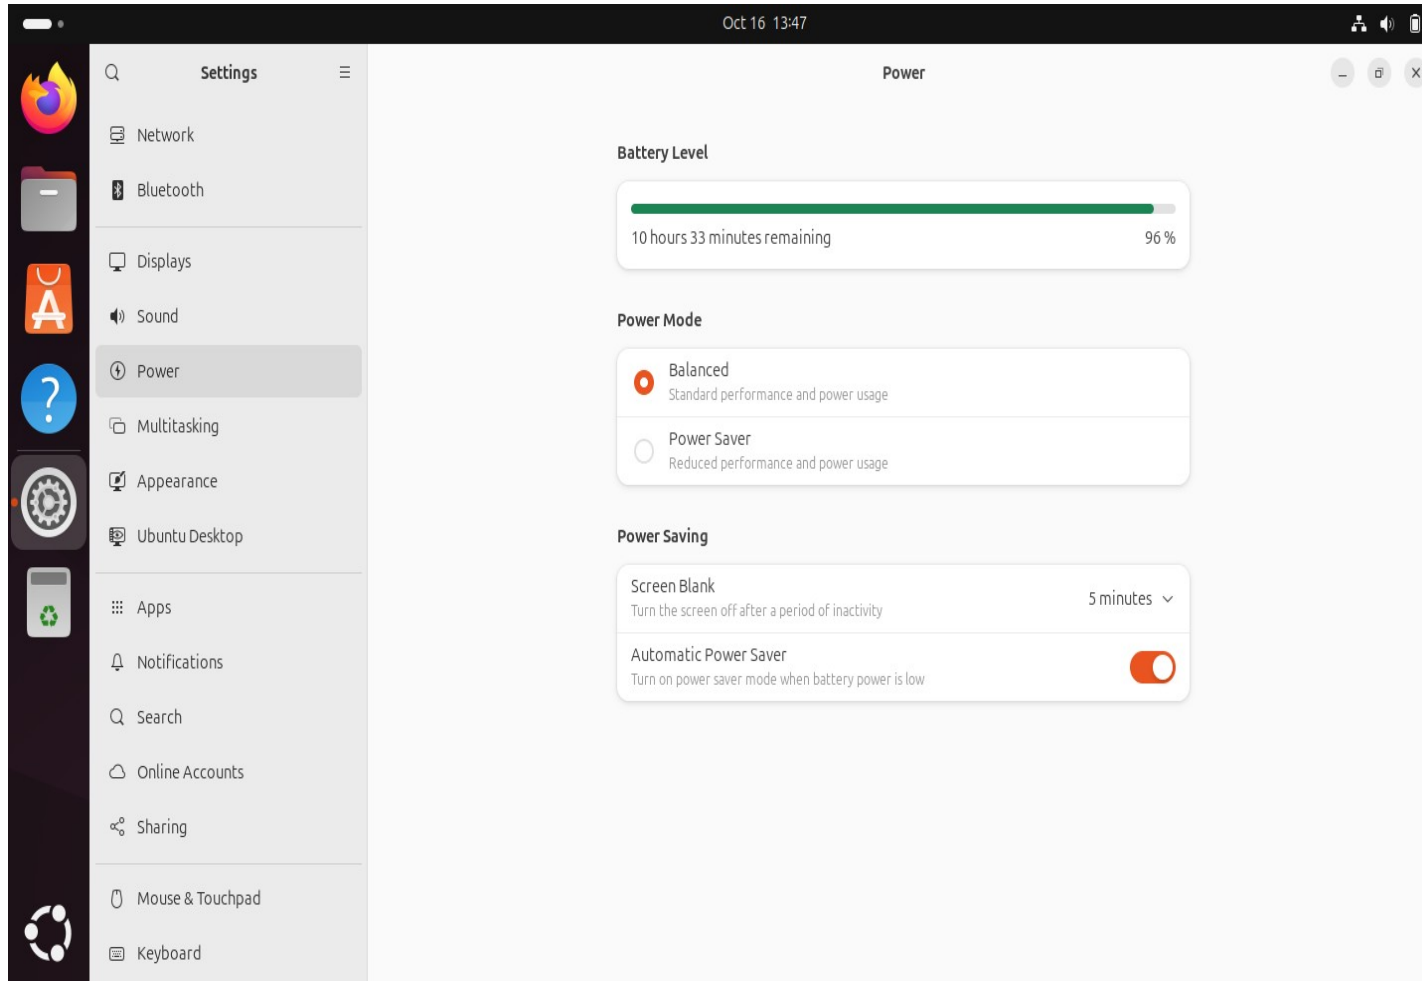 Oct 16 13:47
Settings
Network
Bluetooth
Displays
Sound
Power
Multitasking
Appearance
Ubuntu Desktop
Apps
Notifications
Search
Online Accounts
Sharing
Mouse & Touchpad
Keyboard
Power
Battery Level
10 hours 33 minutes remaining 96 %
Power Mode
Balanced
Standard performance and power usage
Power Saver
Reduced performance and power usage
Power Saving
Screen Blank
Turn the screen off after a period of inactivity
5 minutes
Automatic Power Saver
Turn on power saver mode when battery power is low